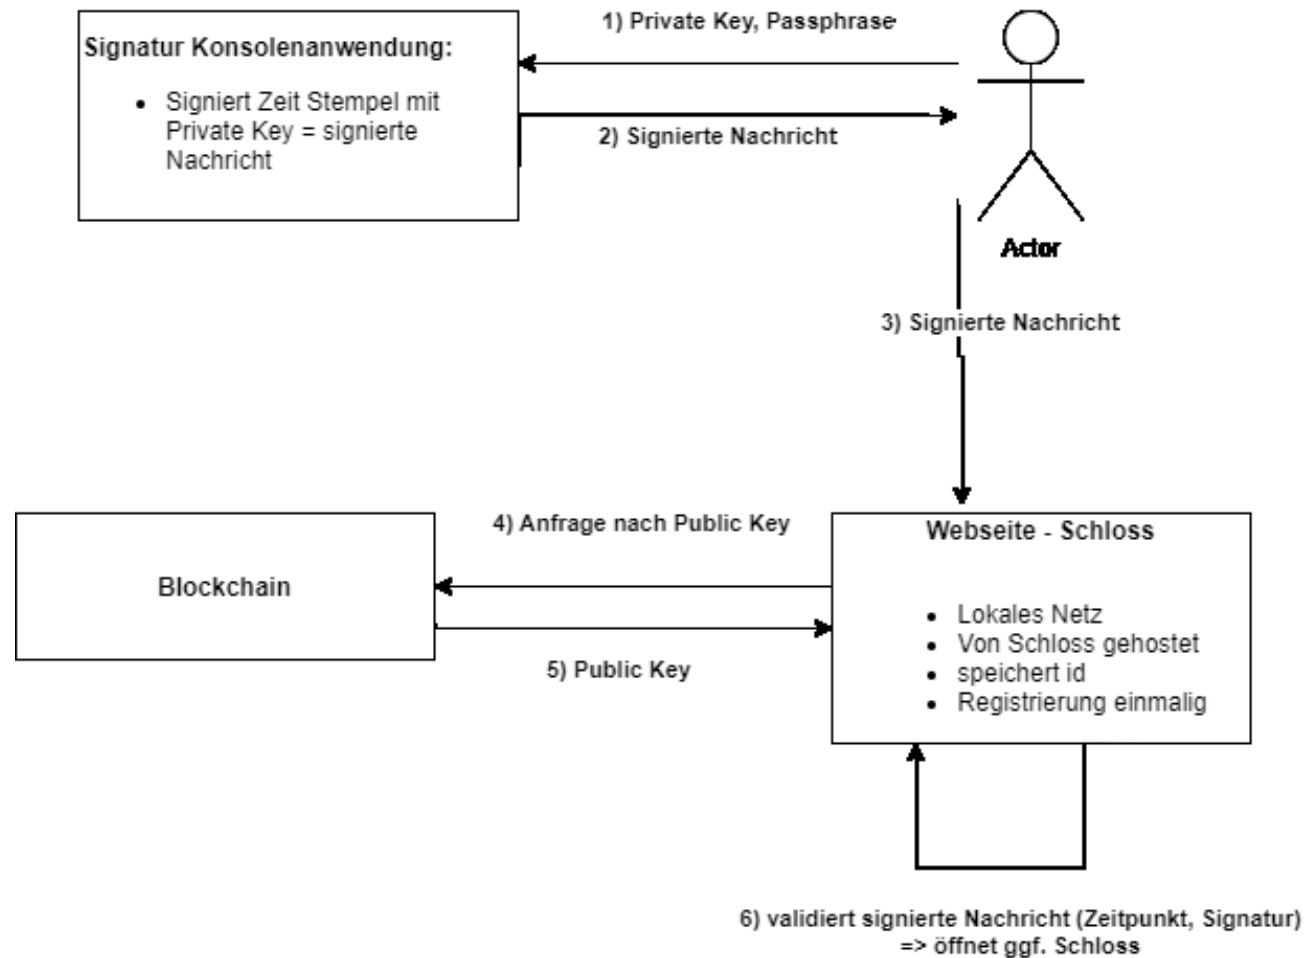 1) Private Key, Passphrase
Signatur Konsolenanwendung:
• Signiert Zeit Stempel mit
Private Key = signierte
Nachricht
2) Signierte Nachricht
Actor
3) Signierte Nachricht
4) Anfrage nach Public Key
Webseite - Schloss
Blockchain
• Lokales Netz
• Von Schloss gehostet
• speichert id
• Registrierung einmalig
5) Public Key
6) validiert signierte Nachricht (Zeitpunkt, Signatur)
=> öffnet ggf. Schloss